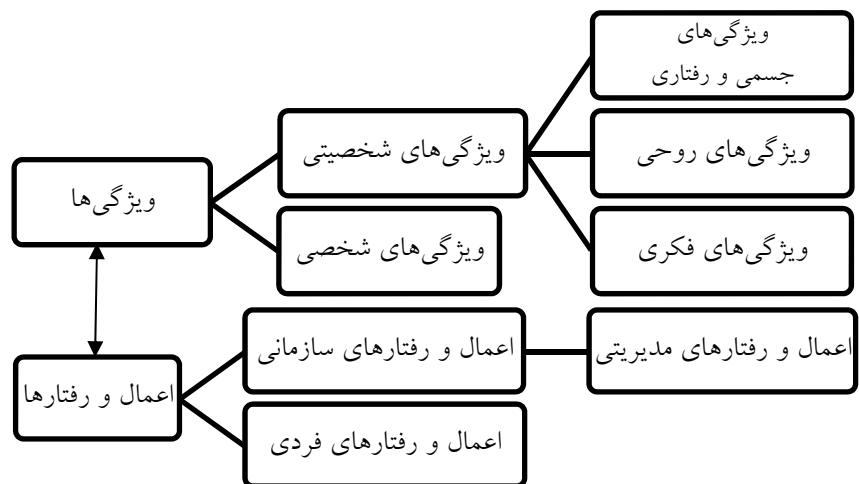 ویژگی‌های
جسمی و رفتاری
ویژگی‌های شخصیتی
ویژگی‌های روحی
ویژگی‌ها
ویژگی‌های شخصی
ویژگی‌های فکری
اعمال و رفتارهای سازمانی
اعمال و رفتارهای مدیریتی
اعمال و رفتارها
اعمال و رفتارهای فردی